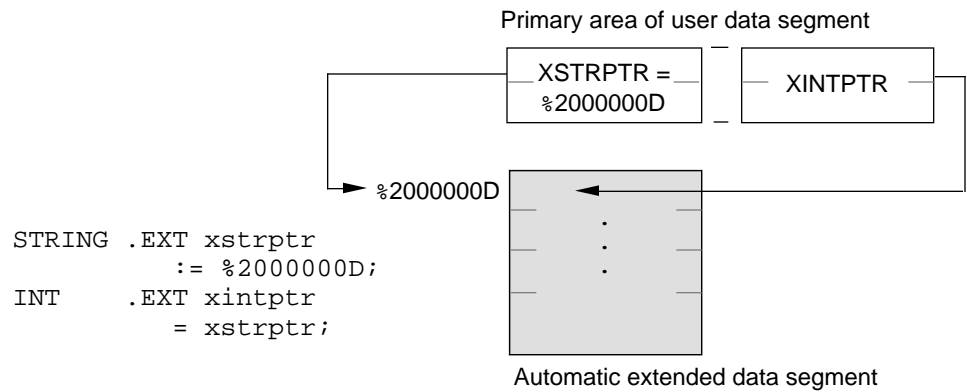 Primary area of user data segment
XSTRPTR =
%2000000D
XINTPTR
%2000000D
STRING .EXT xstrptr
:= %2000000D;
INT .EXT xintptr
= xstrptr;
Automatic extended data segment